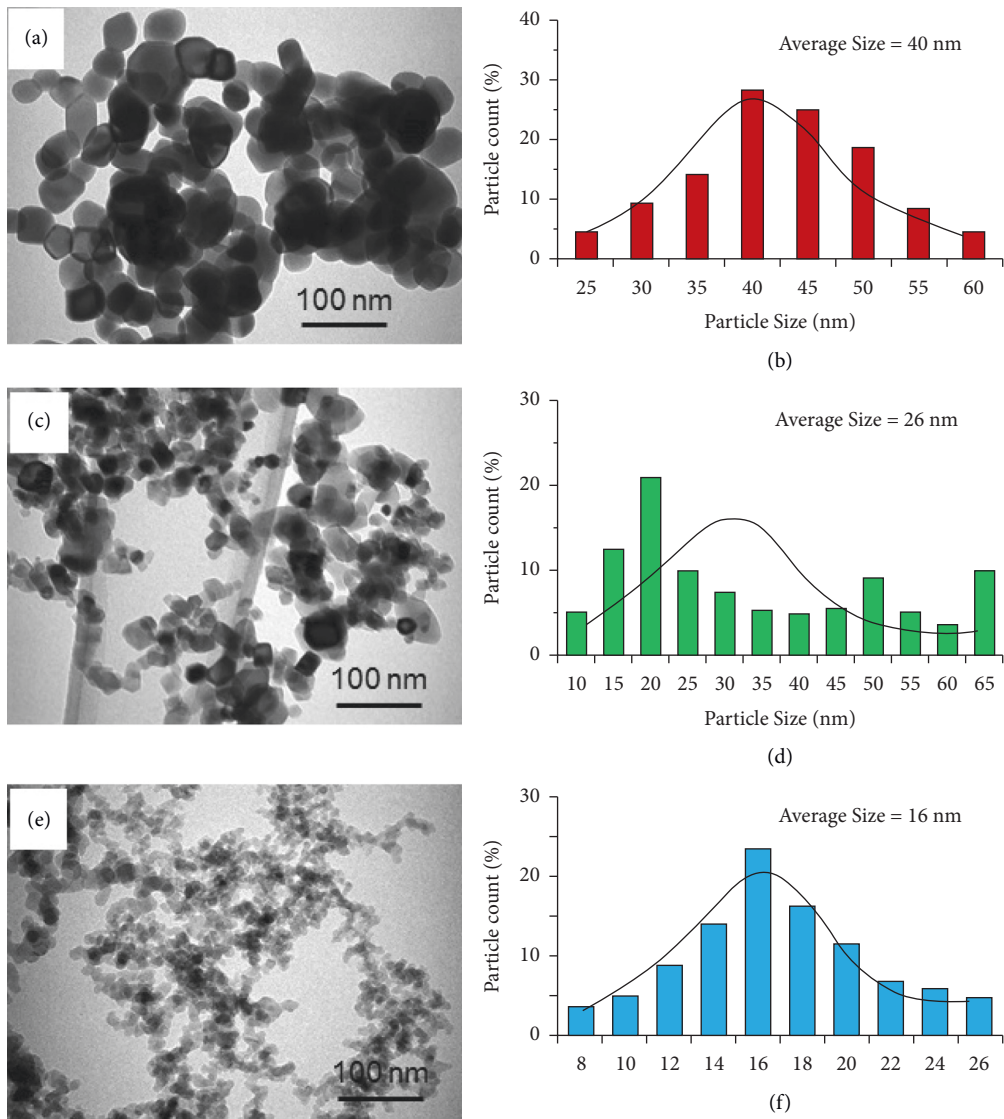 (a)
100 nm
40
30
20
10
0
Particle count (%)
Average Size = 40 nm
25 30 35 40 45 50 55 60
Particle Size (nm)
(b)
(c)
100 nm
30
20
10
0
Particle count (%)
Average Size = 26 nm
10 15 20 25 30 35 40 45 50 55 60 65
Particle Size (nm)
(d)
(e)
100 nm
30
20
10
0
Particle count (%)
Average Size = 16 nm
8 10 12 14 16 18 20 22 24 26
(f)